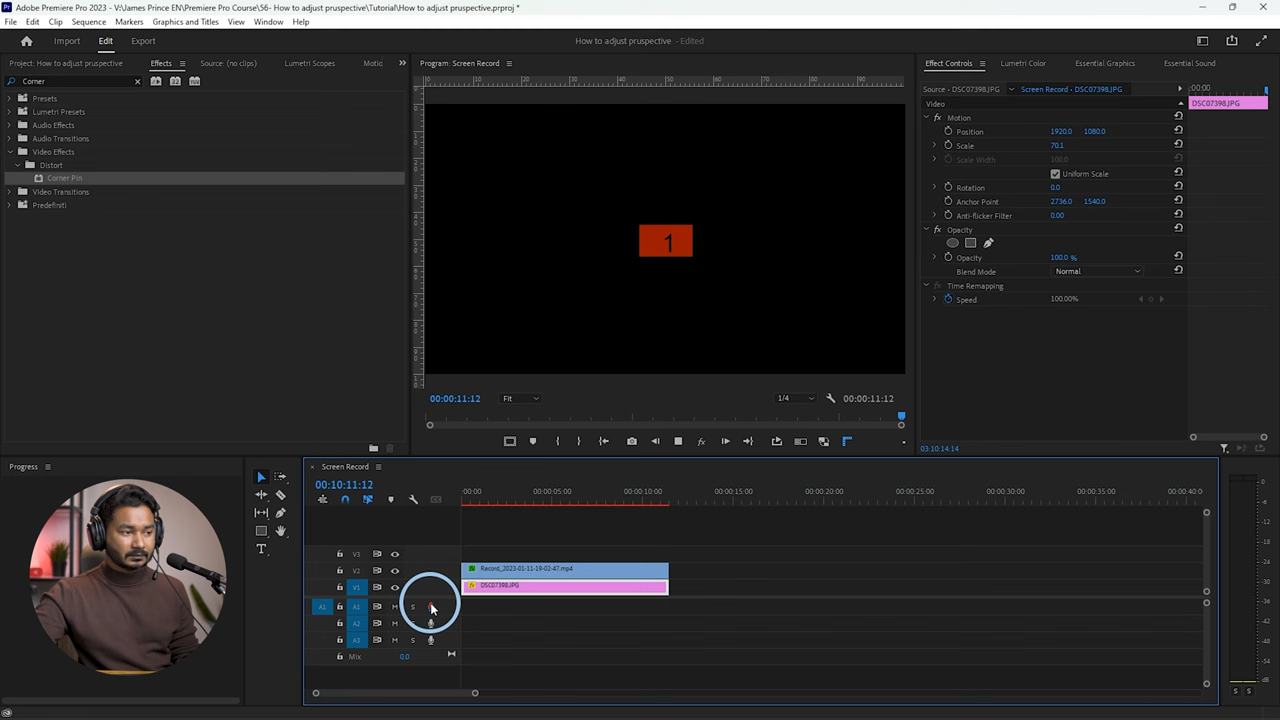 Adobe Premiere Pro 2023 - V:\James Prince EN\Premiere Pro Course\56- How to adjust pruspective\Tutorial\How to adjust pruspective.prproj *
File Edit Clip Sequence Markers Graphics and Titles View Window Help
Import Edit Export
How to adjust pruspective - Edited
Project: How to adjust pruspective Effects Source: (no clips) Lumetri Scopes Motic
Corner
Presets
Lumetri Presets
Audio Effects
Audio Transitions
Video Effects
Distort
Corner Pin
Video Transitions
Predefiniti
Program: Screen Record
1
00:00:11:12 Fit 1/4 00:00:11:12
Effect Controls Lumetri Color Essential Graphics Essential Sound
Source - DSC07398.JPG Screen Record - DSC07398.JPG :00:00
Video DSC07398.JPG
fx Motion
Position 1920.0 1080.0
Scale 70.1
Scale Width 100.0
Uniform Scale
Rotation 0.0
Anchor Point 2736.0 1540.0
Anti-flicker Filter 0.00
fx Opacity
Opacity 100.0 %
Blend Mode Normal
Time Remapping
Speed 100.00%
03:10:14:14
Progress
Screen Record
00:10:11:12
:00:00 00:00:05:00 00:00:10:00 00:00:15:00 00:00:20:00 00:00:25:00 00:00:30:00 00:00:35:00 00:00:40:0
V3
V2 Record_2023-01-11-19-02-47.mp4
V1 DSC07398.JPG
A1 A1 M S
A2 M
A3 M S
Mix 0.0
S S